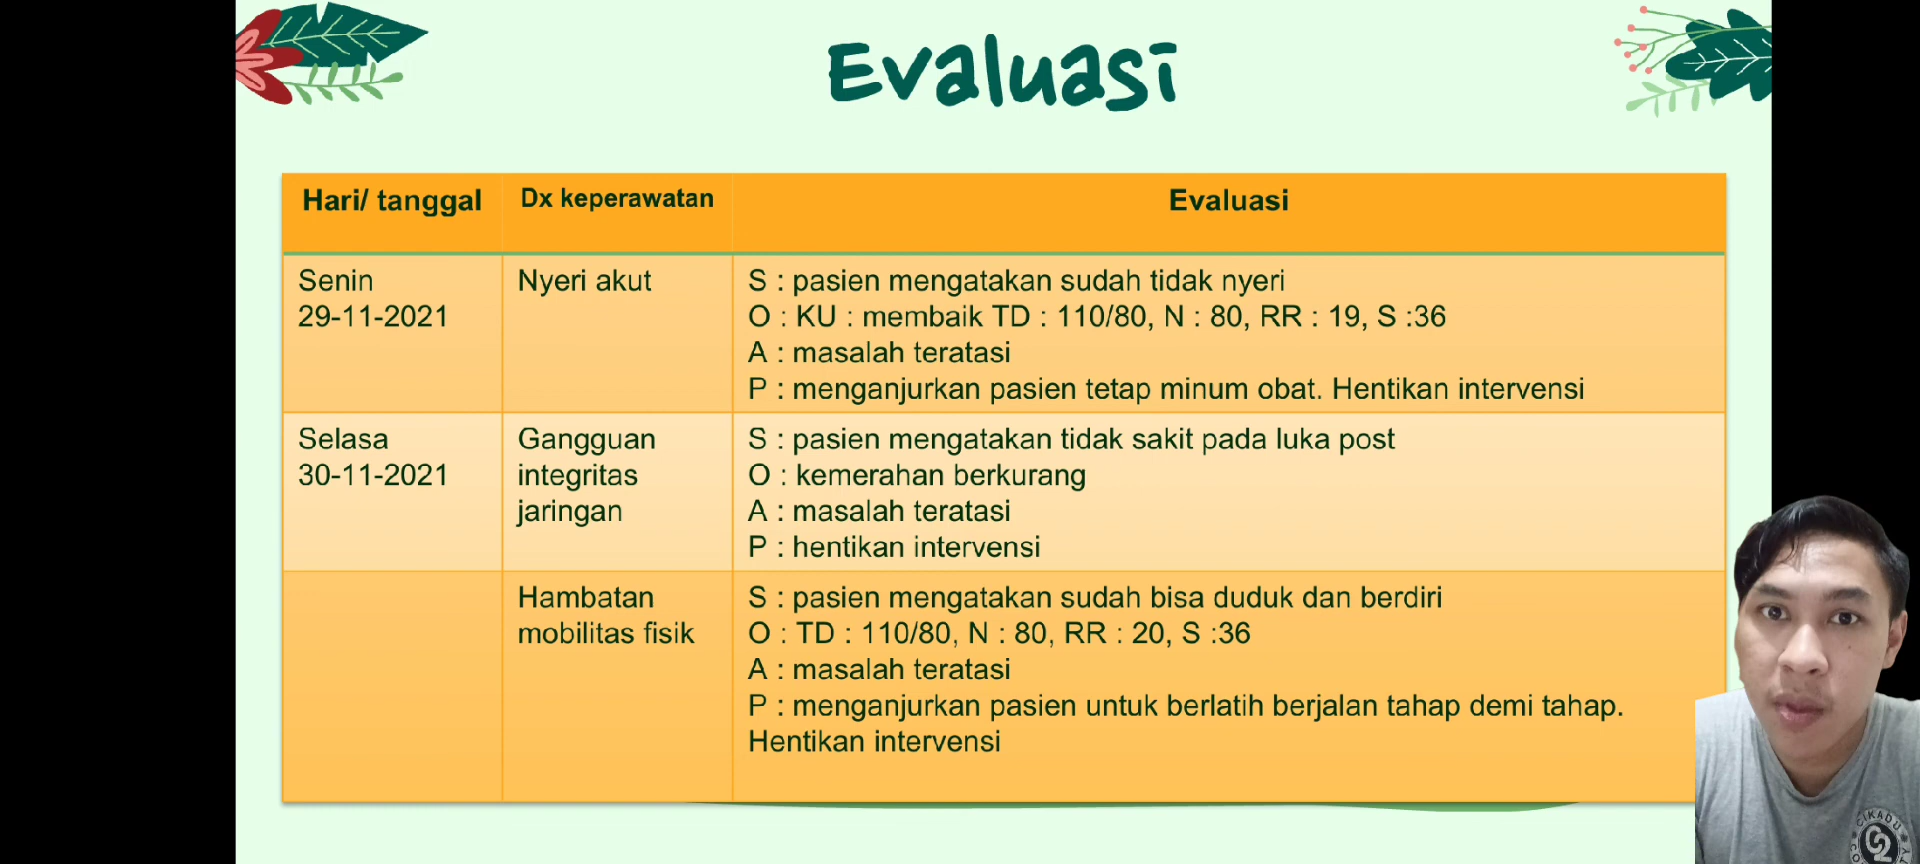 Evaluasi
Hari/ tanggal
Dx keperawatan
Evaluasi
Senin
29-11-2021
Nyeri akut
S : pasien mengatakan sudah tidak nyeri
O : KU : membaik TD : 110/80, N : 80, RR : 19, S :36
A : masalah teratasi
P : menganjurkan pasien tetap minum obat. Hentikan intervensi
Selasa
30-11-2021
Gangguan
integritas
jaringan
S : pasien mengatakan tidak sakit pada luka post
O : kemerahan berkurang
A : masalah teratasi
P : hentikan intervensi
Hambatan
mobilitas fisik
S : pasien mengatakan sudah bisa duduk dan berdiri
O : TD : 110/80, N : 80, RR : 20, S :36
A : masalah teratasi
P : menganjurkan pasien untuk berlatih berjalan tahap demi tahap.
Hentikan intervensi
CIKADU